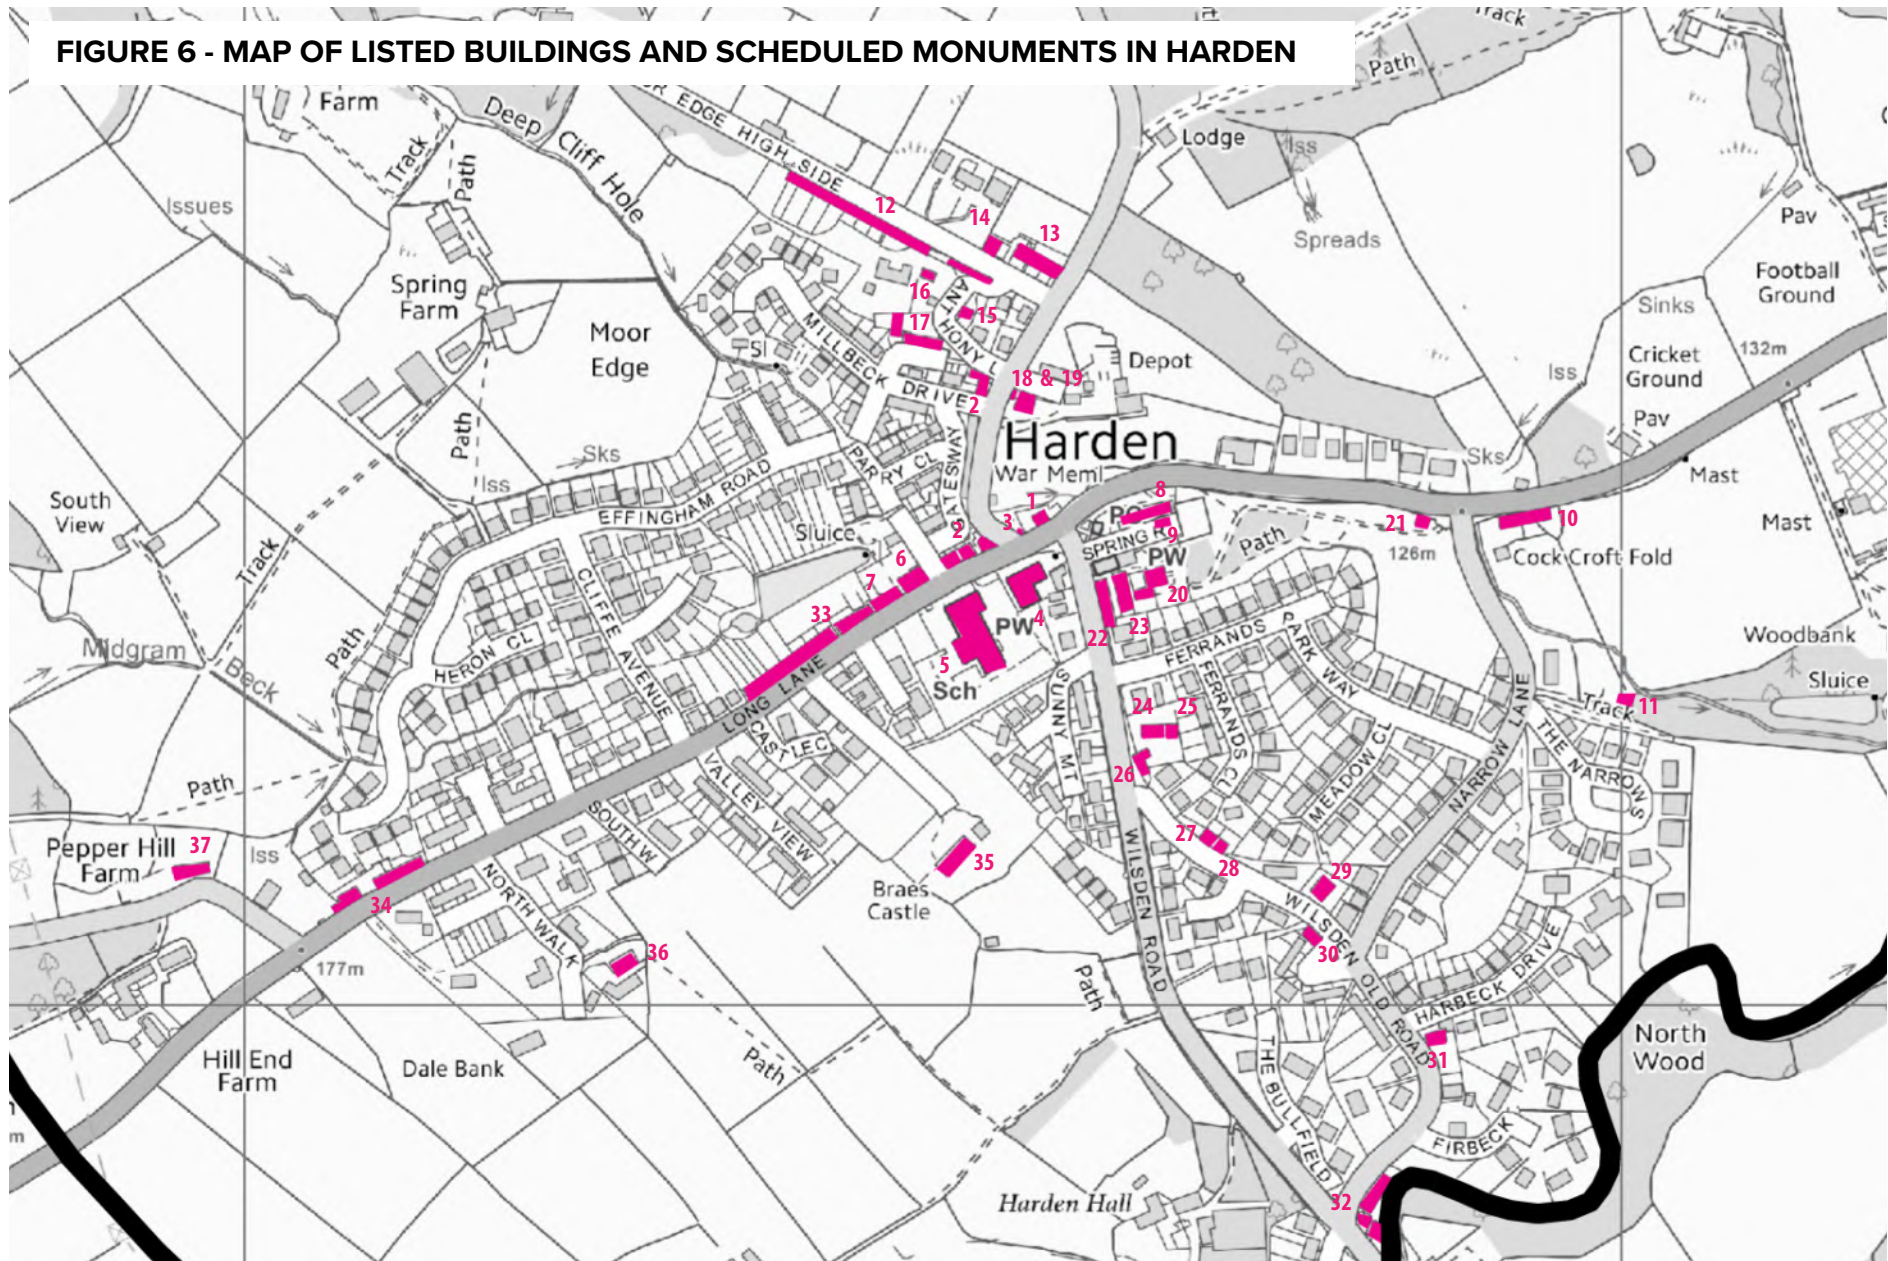 FIGURE 6 - MAP OF LISTED BUILDINGS AND SCHEDULED MONUMENTS IN HARDEN
Track
Path
Farm
Deep Cliff Hole
EDGE HIGH SIDE
Lodge
Iss
Track
Path
Issues
12
14
13
Spreads
Pav
Spring
Farm
Moor
Edge
16
17
15
ANTHONY L
MILLBECK DRIVE
SI
Football
Ground
Sinks
132m
Cricket
Ground
Iss
Pav
Depot
18 & 19
2
Harden
War Meml
Path
Sks
Iss
PARRY CL
GATESWAY
EFFINGHAM ROAD
Sks
Mast
South
View
Track
Sluice
1
3
2
8
PO
9
SPRING R
PW
Path
21
126m
10
Mast
Cock Croft Fold
6
7
33
4
PW
5
Sch
20
22
23
CLIFFE AVENUE
HERON CL
Path
Midgram Beck
LONG LANE
CASTLE C
SUNNY MT
FERRANDS PARK WAY
FERRANDS CL
Woodbank
Sluice
Track
11
24
25
26
MEADOW CL
NARROW LANE
THE NARROWS
Path
VALLEY VIEW
SOUTH W
Pepper Hill
Farm
37
Iss
34
NORTH WALK
35
Braes
Castle
WILSDEN ROAD
27
28
29
WILSDEN OLD ROAD
30
36
177m
Path
HARBECK DRIVE
31
North
Wood
Hill End
Farm
Dale Bank
Path
THE BULLFIELD
FIRBECK
m
Harden Hall
32